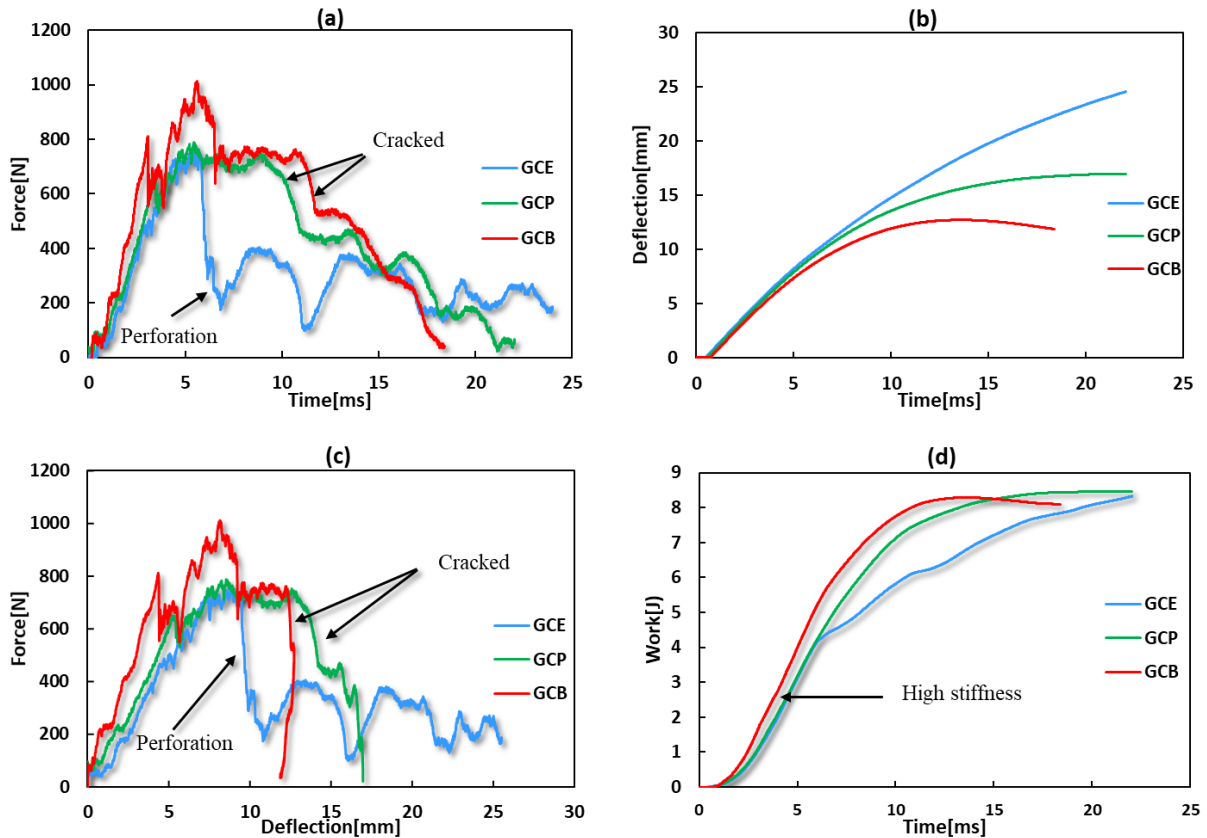 (a)
1200
1000
800
600
400
200
0
Force[N]
0 5 10 15 20 25
Time[ms]
Cracked
Perforation
GCE
GCP
GCB
(b)
30
25
20
15
10
5
0
Deflection[mm]
0 5 10 15 20 25
Time[ms]
GCE
GCP
GCB
(c)
1200
1000
800
600
400
200
0
Force[N]
0 5 10 15 20 25 30
Deflection[mm]
Cracked
Perforation
GCE
GCP
GCB
(d)
9
8
7
6
5
4
3
2
1
0
Work[J]
0 5 10 15 20 25
Time[ms]
High stiffness
GCE
GCP
GCB